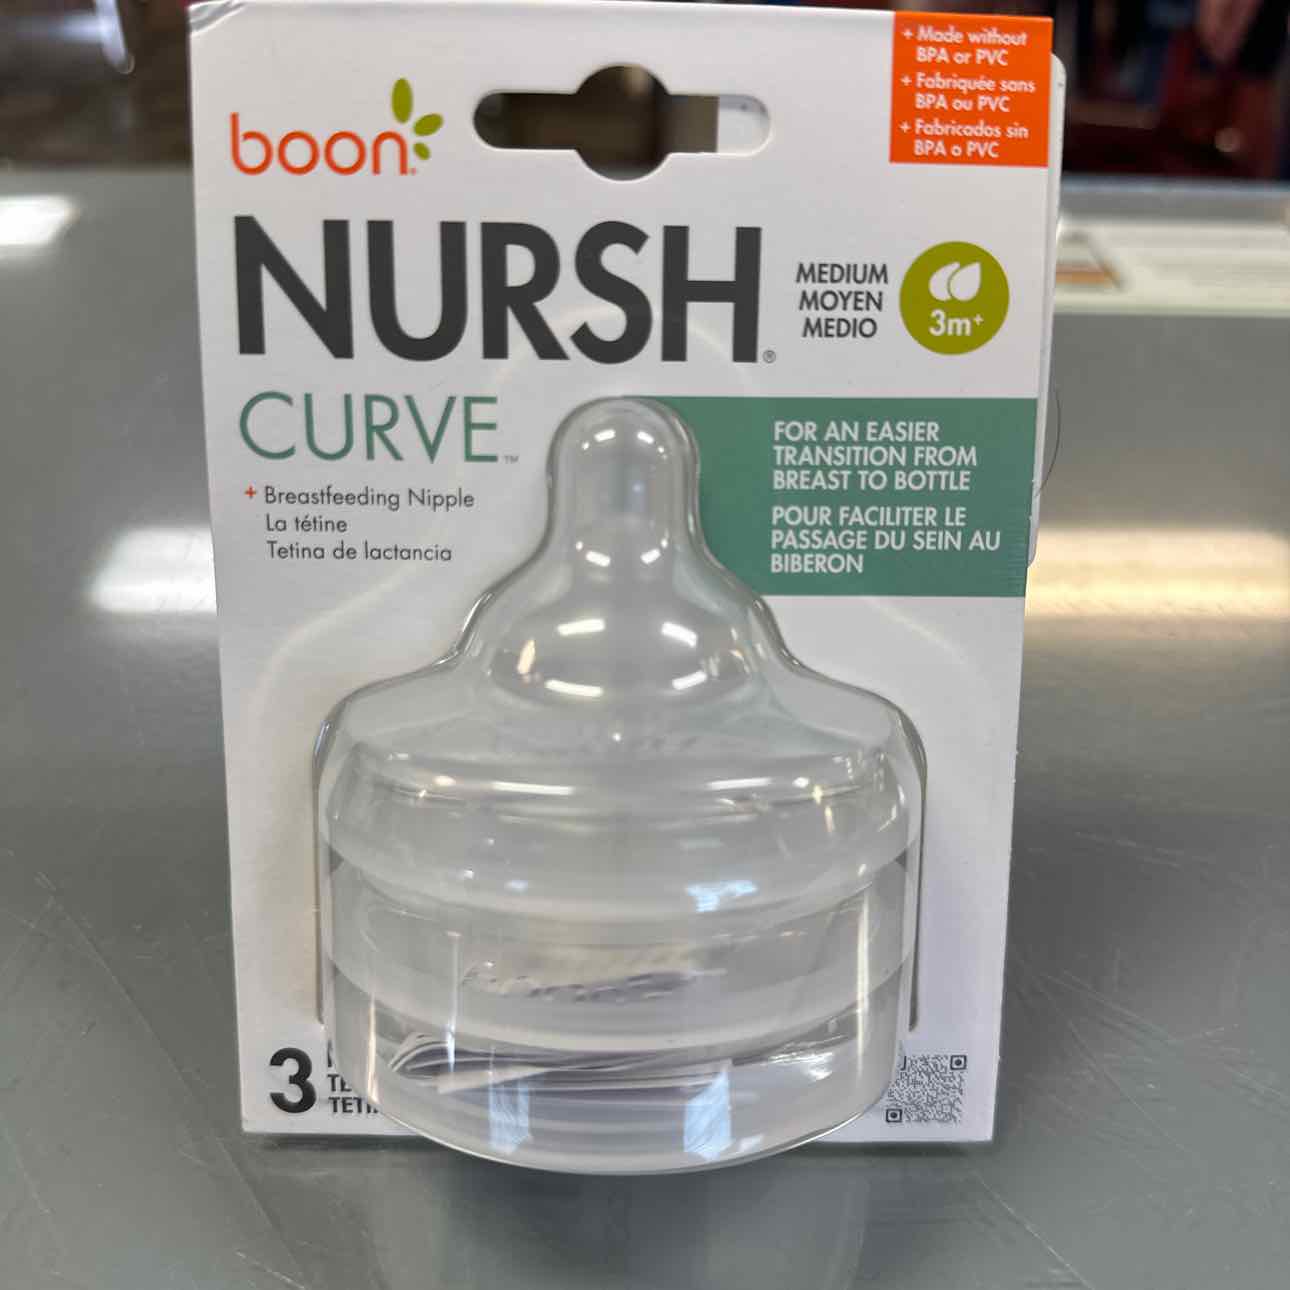 boon
+ Made without
BPA or PVC
+ Fabriquée sans
BPA ou PVC
+ Fabricados sin
BPA o PVC
NURSH®
MEDIUM
MOYEN
MEDIO
3m+
CURVE™
+ Breastfeeding Nipple
La tétine
Tetina de lactancia
FOR AN EASIER
TRANSITION FROM
BREAST TO BOTTLE
POUR FACILITER LE
PASSAGE DU SEIN AU
BIBERON
3